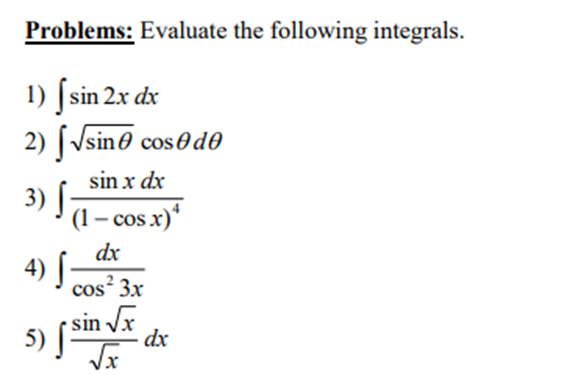 Problems: Evaluate the following integrals.
1) ∫ sin 2x dx
2) ∫ √sin θ cos θ dθ
3) ∫ sin x dx / (1 – cos x)⁴
4) ∫ dx / cos² 3x
5) ∫ sin √x / √x dx